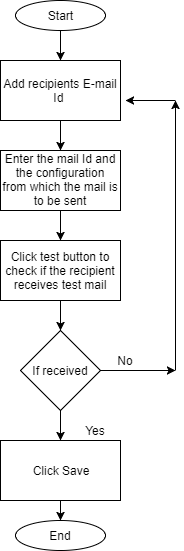 Start
Add recipients E-mail
Id
Enter the mail Id and
the configuration
from which the mail is
to be sent
Click test button to
check if the recipient
receives test mail
If received
No
Yes
Click Save
End